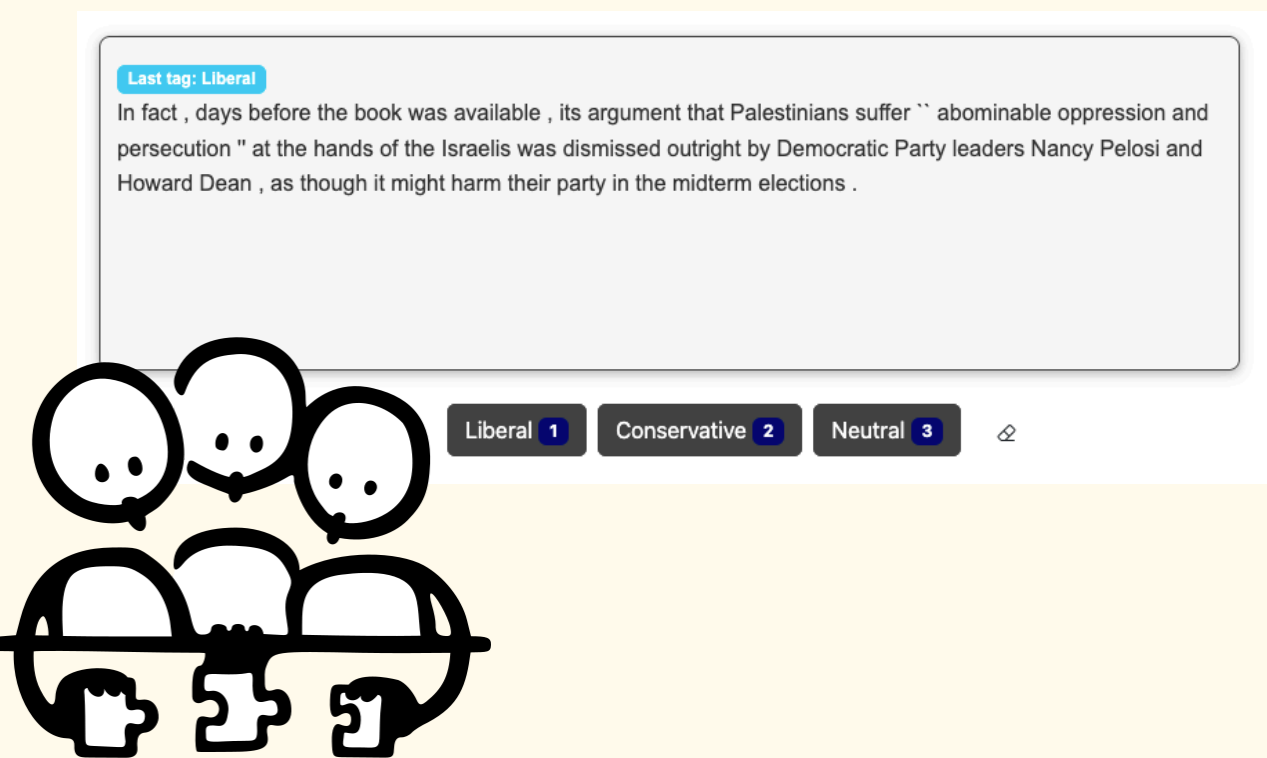 Last tag: Liberal
In fact , days before the book was available , its argument that Palestinians suffer `` abominable oppression and
persecution '' at the hands of the Israelis was dismissed outright by Democratic Party leaders Nancy Pelosi and
Howard Dean , as though it might harm their party in the midterm elections .
Liberal 1 Conservative 2 Neutral 3